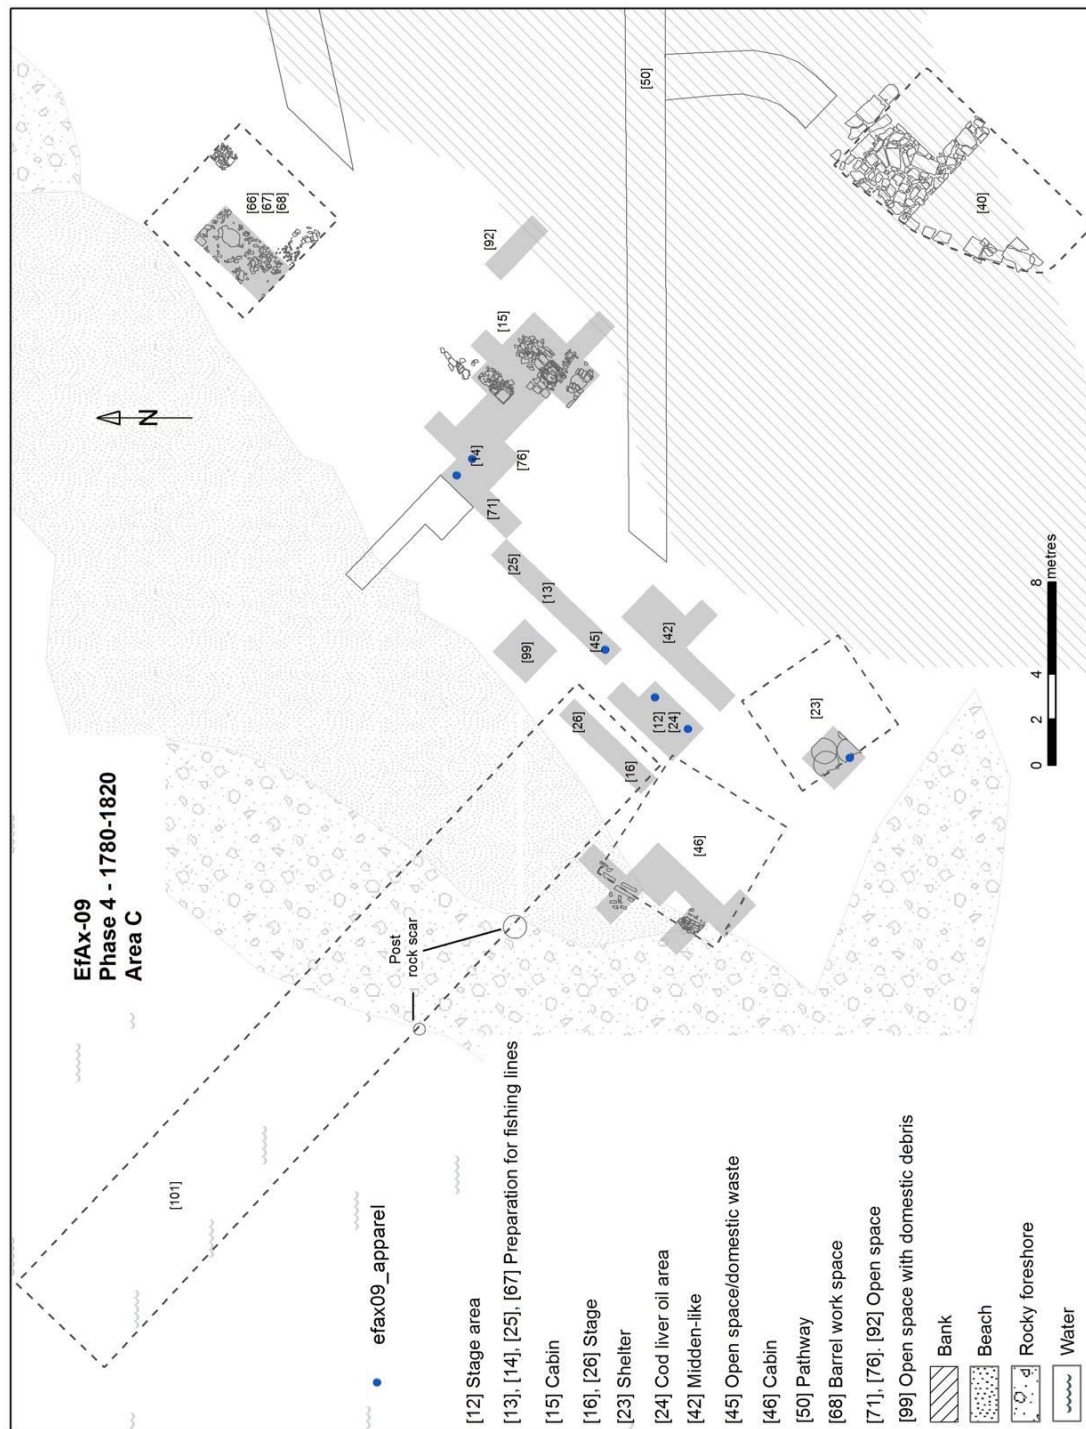 EfAx-09
Phase 4 - 1780-1820
Area C
N
Post
rock scar
[101]
[66]
[67]
[68]
[92]
[15]
[14]
[76]
[71]
[25]
[13]
[99]
[45]
[42]
[26]
[12]
[24]
[16]
[46]
[23]
[50]
[40]
0 2 4 8
metres
efax09_apparel
[12] Stage area
[13], [14], [25], [67] Preparation for fishing lines
[15] Cabin
[16], [26] Stage
[23] Shelter
[24] Cod liver oil area
[42] Midden-like
[45] Open space/domestic waste
[46] Cabin
[50] Pathway
[68] Barrel work space
[71], [76]. [92] Open space
[99] Open space with domestic debris
Bank
Beach
Rocky foreshore
Water